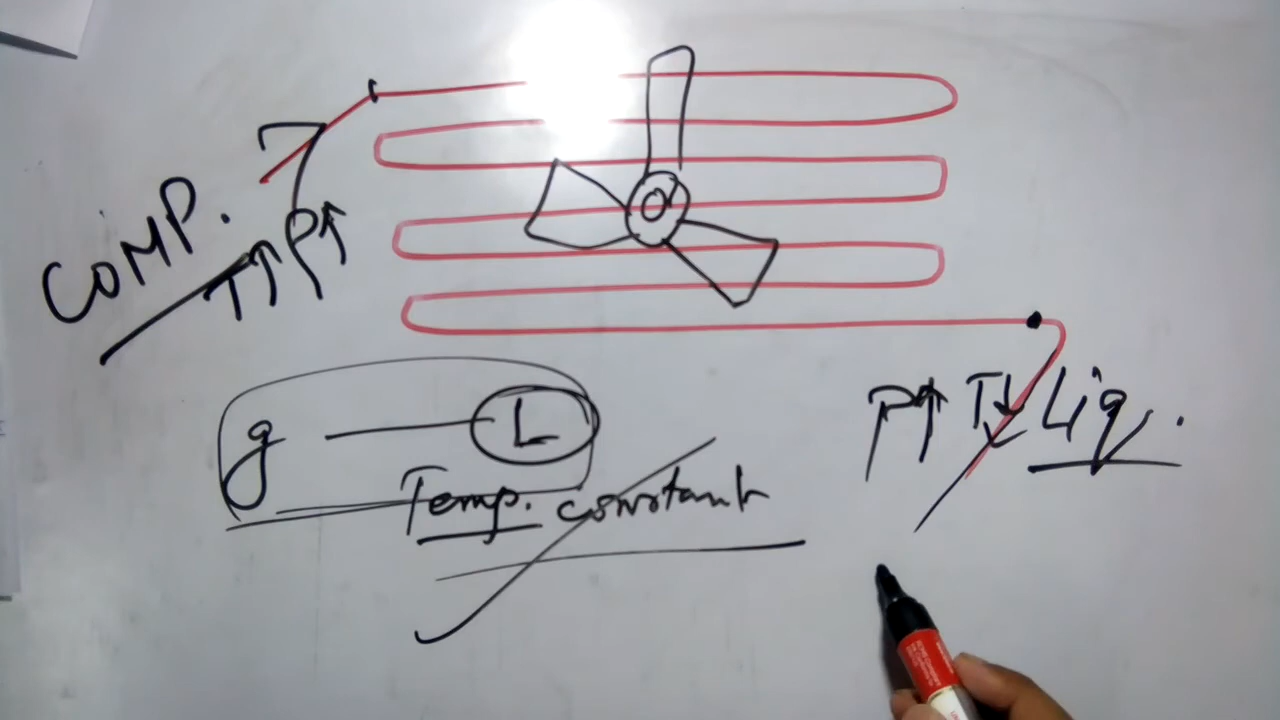 COMP.
T↑ P↑
P↑ T↓ Liq.
g — L
Temp. constant